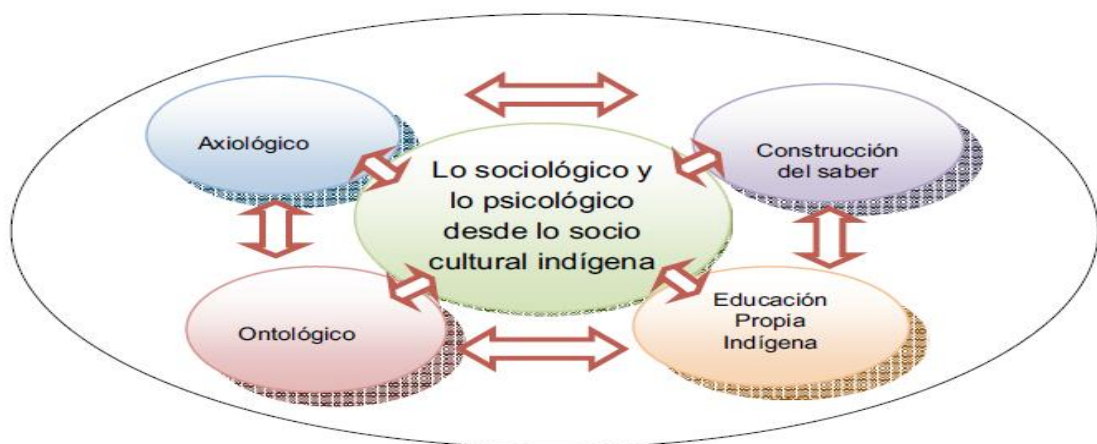 Axiológico
Lo sociológico y
lo psicológico
desde lo socio
cultural indígena
Construcción
del saber
Ontológico
Educación
Propia
Indígena